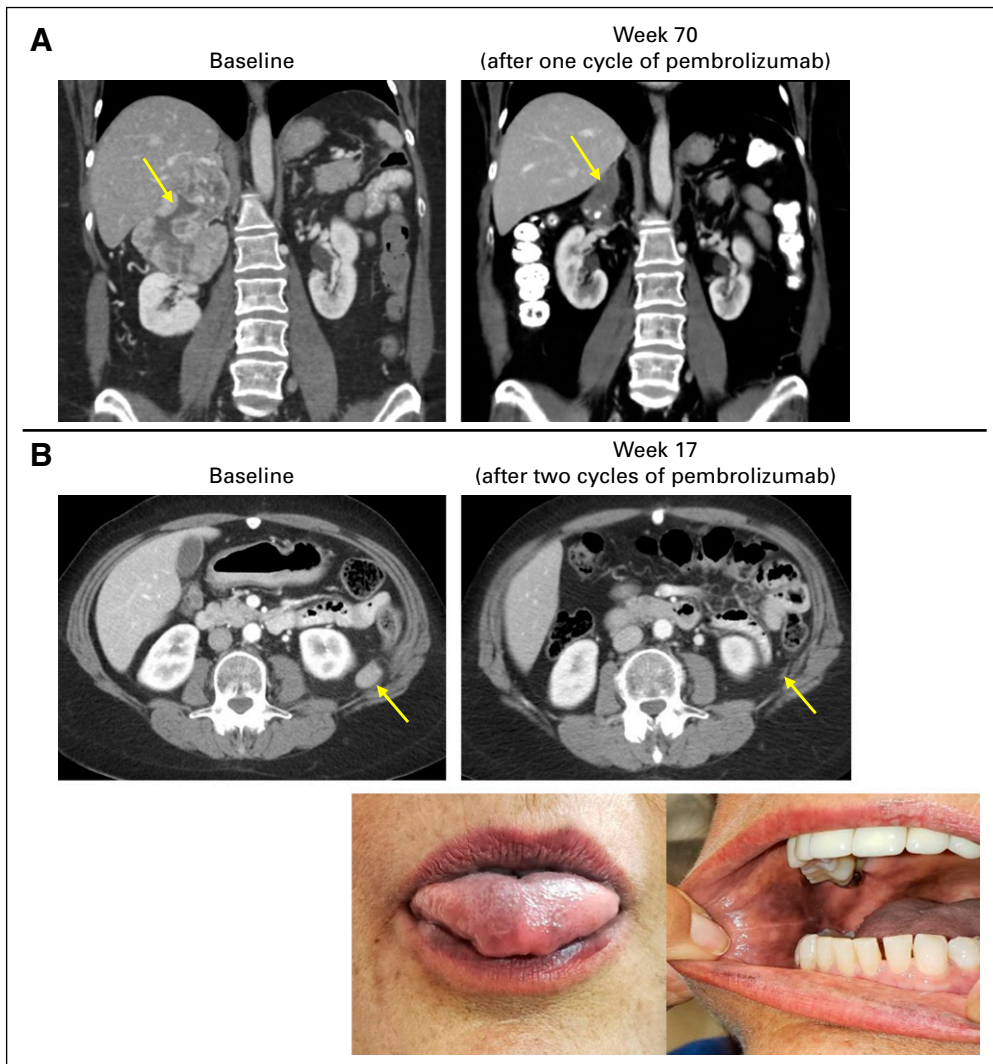 A
Baseline
Week 70
(after one cycle of pembrolizumab)
B
Baseline
Week 17
(after two cycles of pembrolizumab)